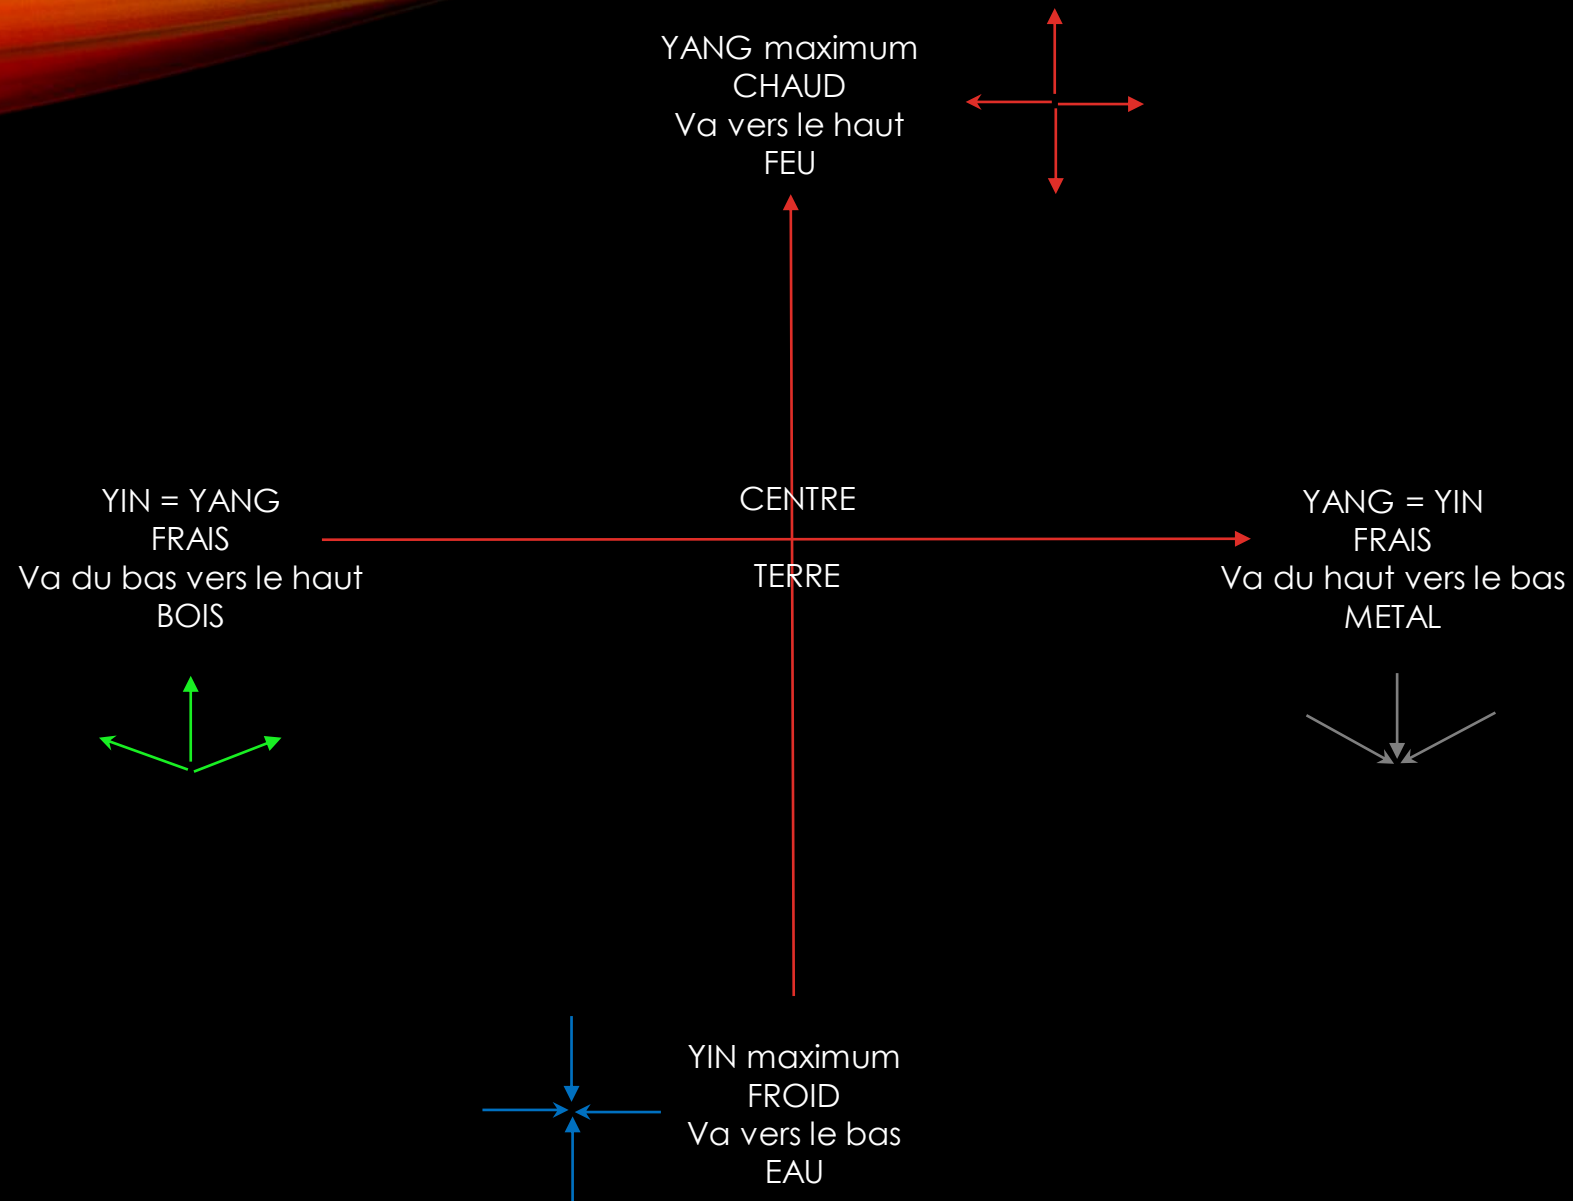 YANG maximum
CHAUD
Va vers le haut
FEU
YIN = YANG
FRAIS
Va du bas vers le haut
BOIS
CENTRE
TERRE
YANG = YIN
FRAIS
Va du haut vers le bas
METAL
YIN maximum
FROID
Va vers le bas
EAU